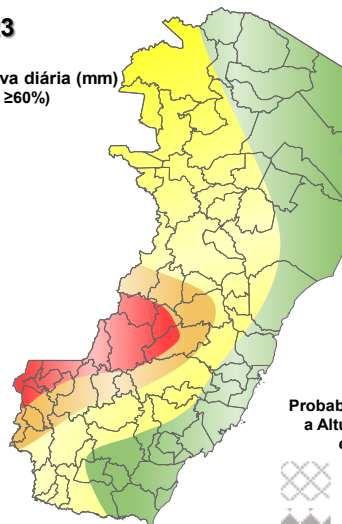 3
va diária (mm)
≥60%)
Probab
a Altu
e